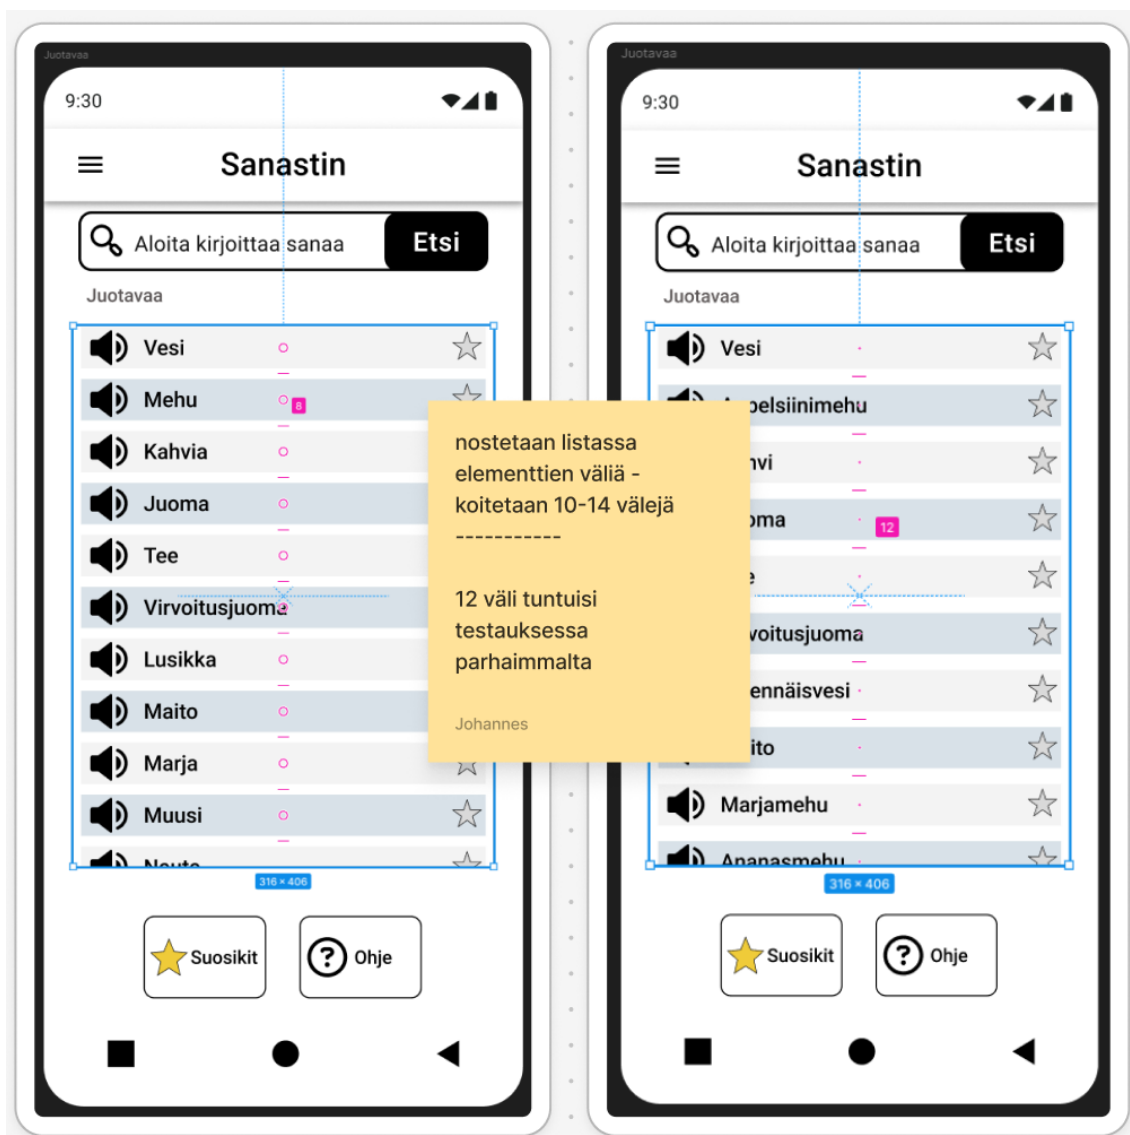 Juotavaa
9:30
Sanastin
Aloita kirjoittaa sanaa
Etsi
Juotavaa
Vesi
Mehu
8
Kahvia
Juoma
Tee
Virvoitusjuoma
Lusikka
Maito
Marja
Muusi
316 × 406
Suosikit
Ohje
nostetaan listassa
elementtien väliä -
koitetaan 10-14 välejä
-----------
12 väli tuntuisi
testauksessa
parhaimmalta
Johannes
Juotavaa
9:30
Sanastin
Aloita kirjoittaa sanaa
Etsi
Juotavaa
Vesi
pelsiinimehu
hvi
oma
12
e
voitusjuoma
ennäisvesi
ito
Marjamehu
Ananasmehu
316 × 406
Suosikit
Ohje